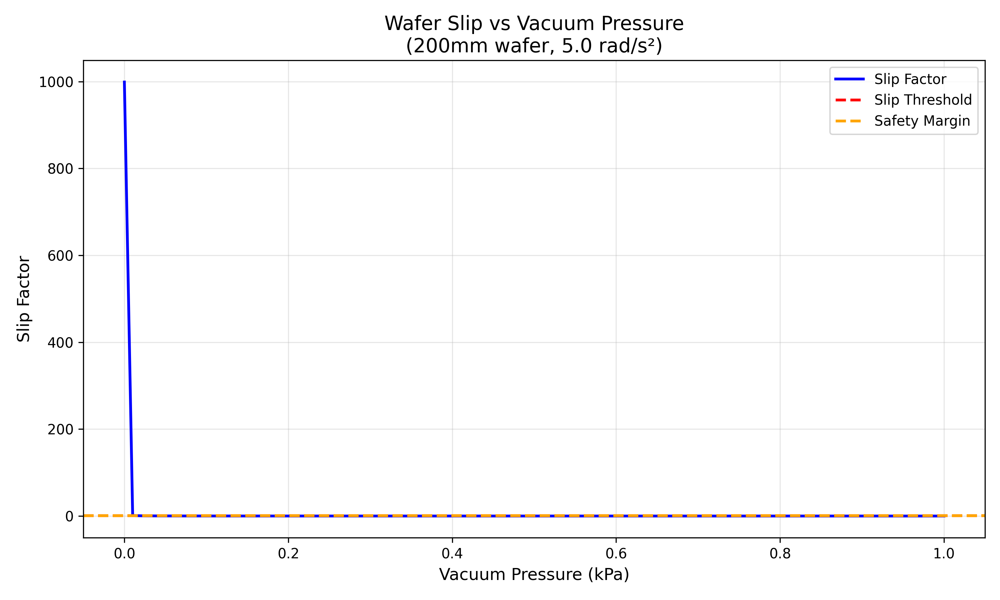 Wafer Slip vs Vacuum Pressure
(200mm wafer, 5.0 rad/s²)
Slip Factor
Slip Threshold
Safety Margin
Slip Factor
1000
800
600
400
200
0
0.0
0.2
0.4
0.6
0.8
1.0
Vacuum Pressure (kPa)